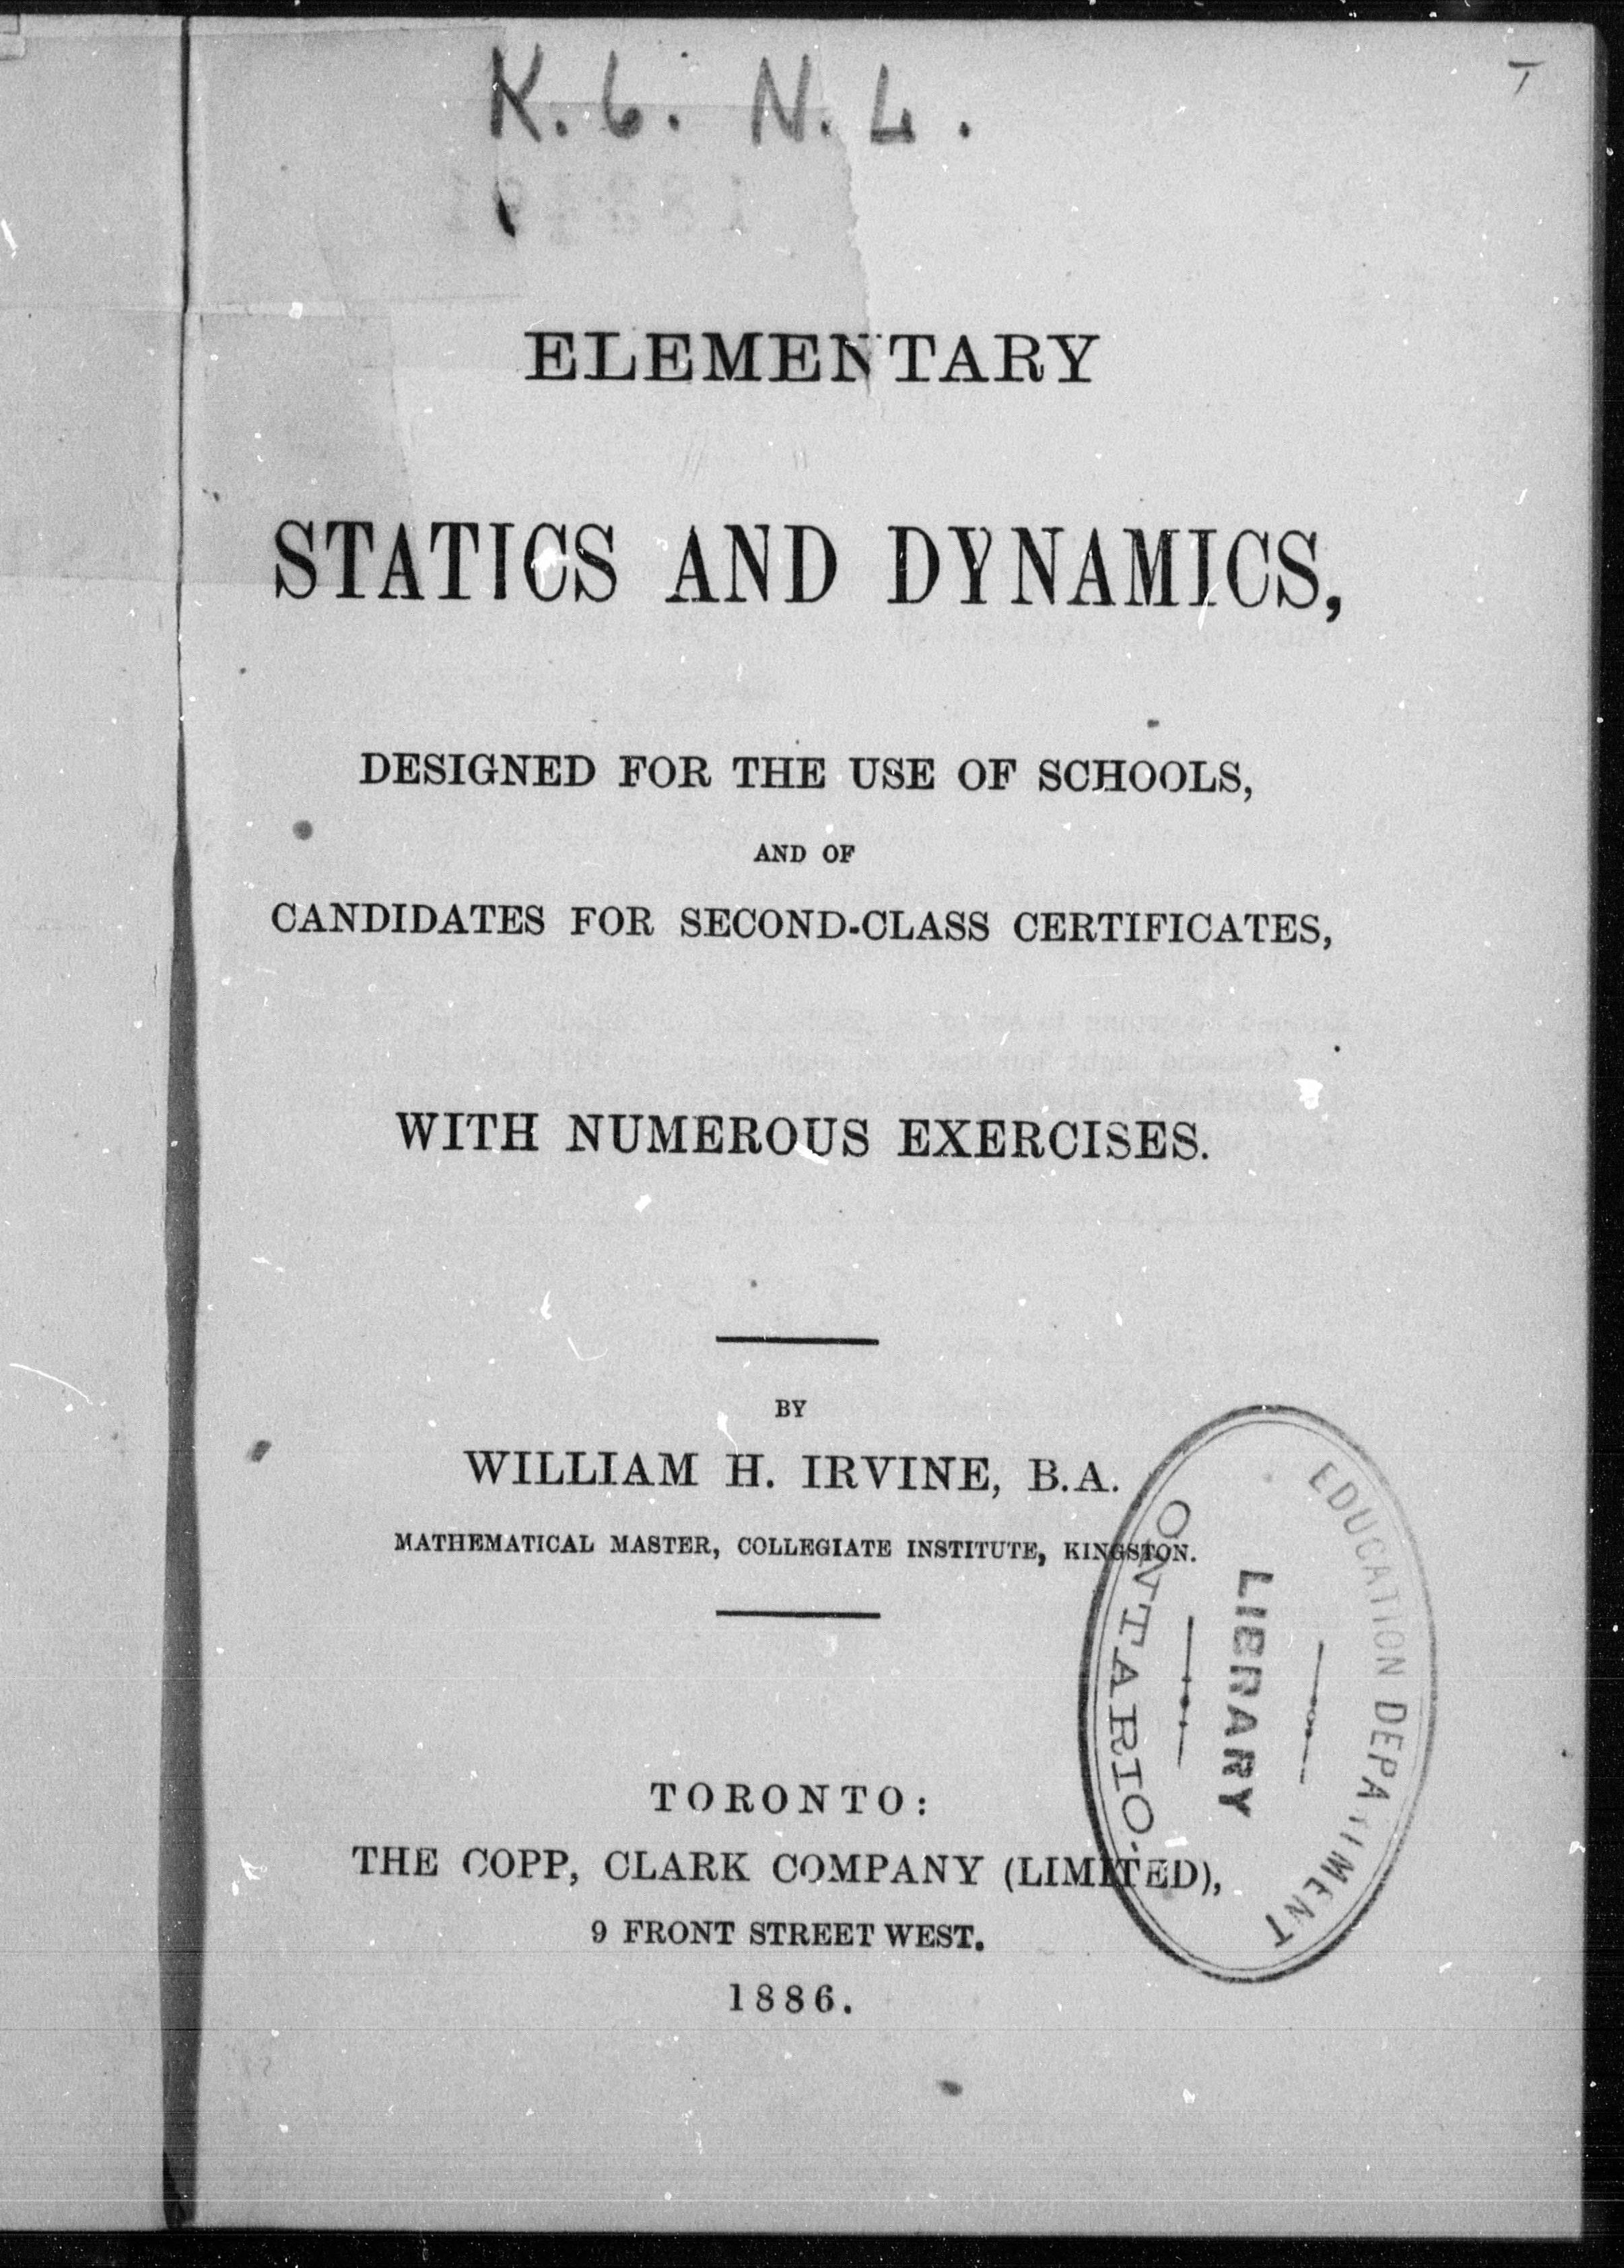 K. 6. N. L.
ELEMENTARY
STATICS AND DYNAMICS,
DESIGNED FOR THE USE OF SCHOOLS,
AND OF
CANDIDATES FOR SECOND-CLASS CERTIFICATES,
WITH NUMEROUS EXERCISES.
BY
WILLIAM H. IRVINE, B.A.
MATHEMATICAL MASTER, COLLEGIATE INSTITUTE, KINGSTON.
EDUCATION DEPARTMENT
LIBRARY
ONTARIO.
TORONTO:
THE COPP, CLARK COMPANY (LIMITED),
9 FRONT STREET WEST.
1886.